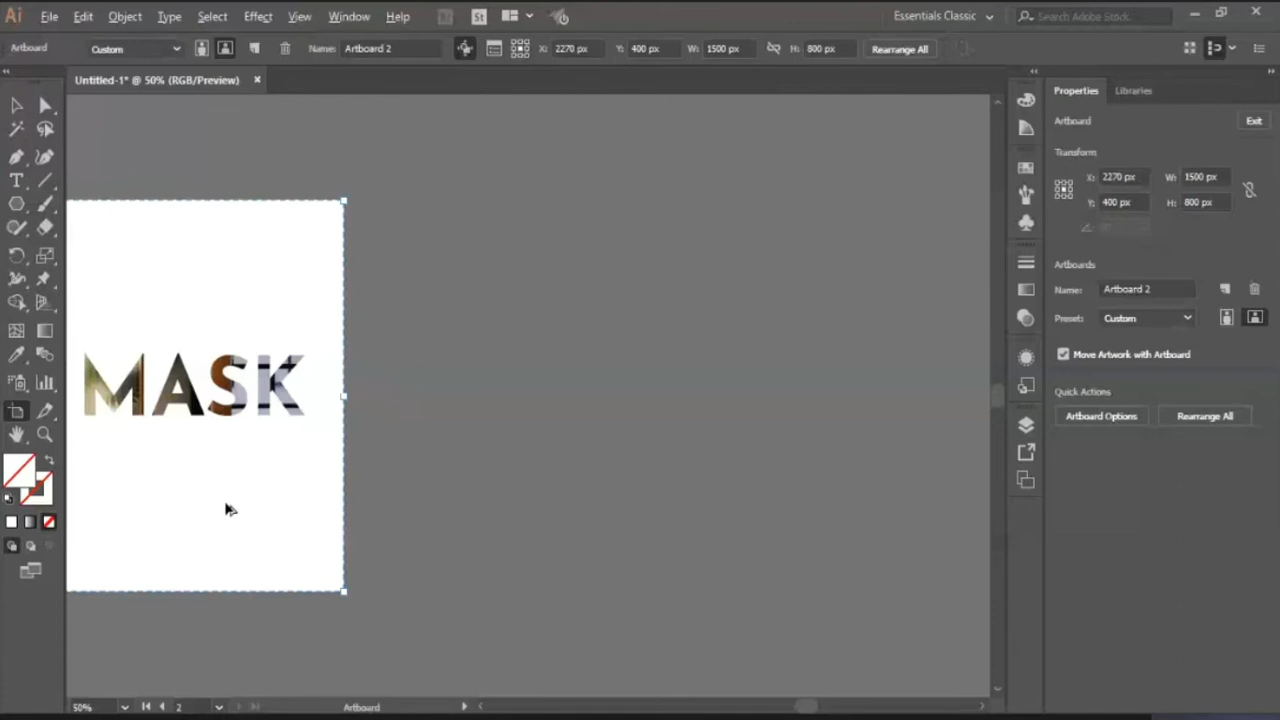 Ai File Edit Object Type Select Effect View Window Help St Essentials Classic Search Adobe Stock
Artboard Custom Name: Artboard 2 X: 2270 px Y: 400 px W: 1500 px H: 800 px Rearrange All
Untitled-1* @ 50% (RGB/Preview) ×
Properties Libraries
Artboard Exit
Transform
X: 2270 px W: 1500 px
Y: 400 px H: 800 px
Artboards
Name: Artboard 2
Preset: Custom
Move Artwork with Artboard
Quick Actions
Artboard Options Rearrange All
MASK
50% 2 Artboard